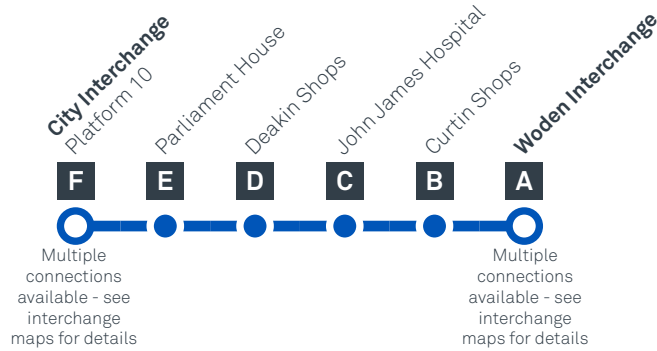 City Interchange
Platform 10
Parliament House
Deakin Shops
John James Hospital
Curtin Shops
Woden Interchange
F
E
D
C
B
A
Multiple
connections
available - see
interchange
maps for details
Multiple
connections
available - see
interchange
maps for details